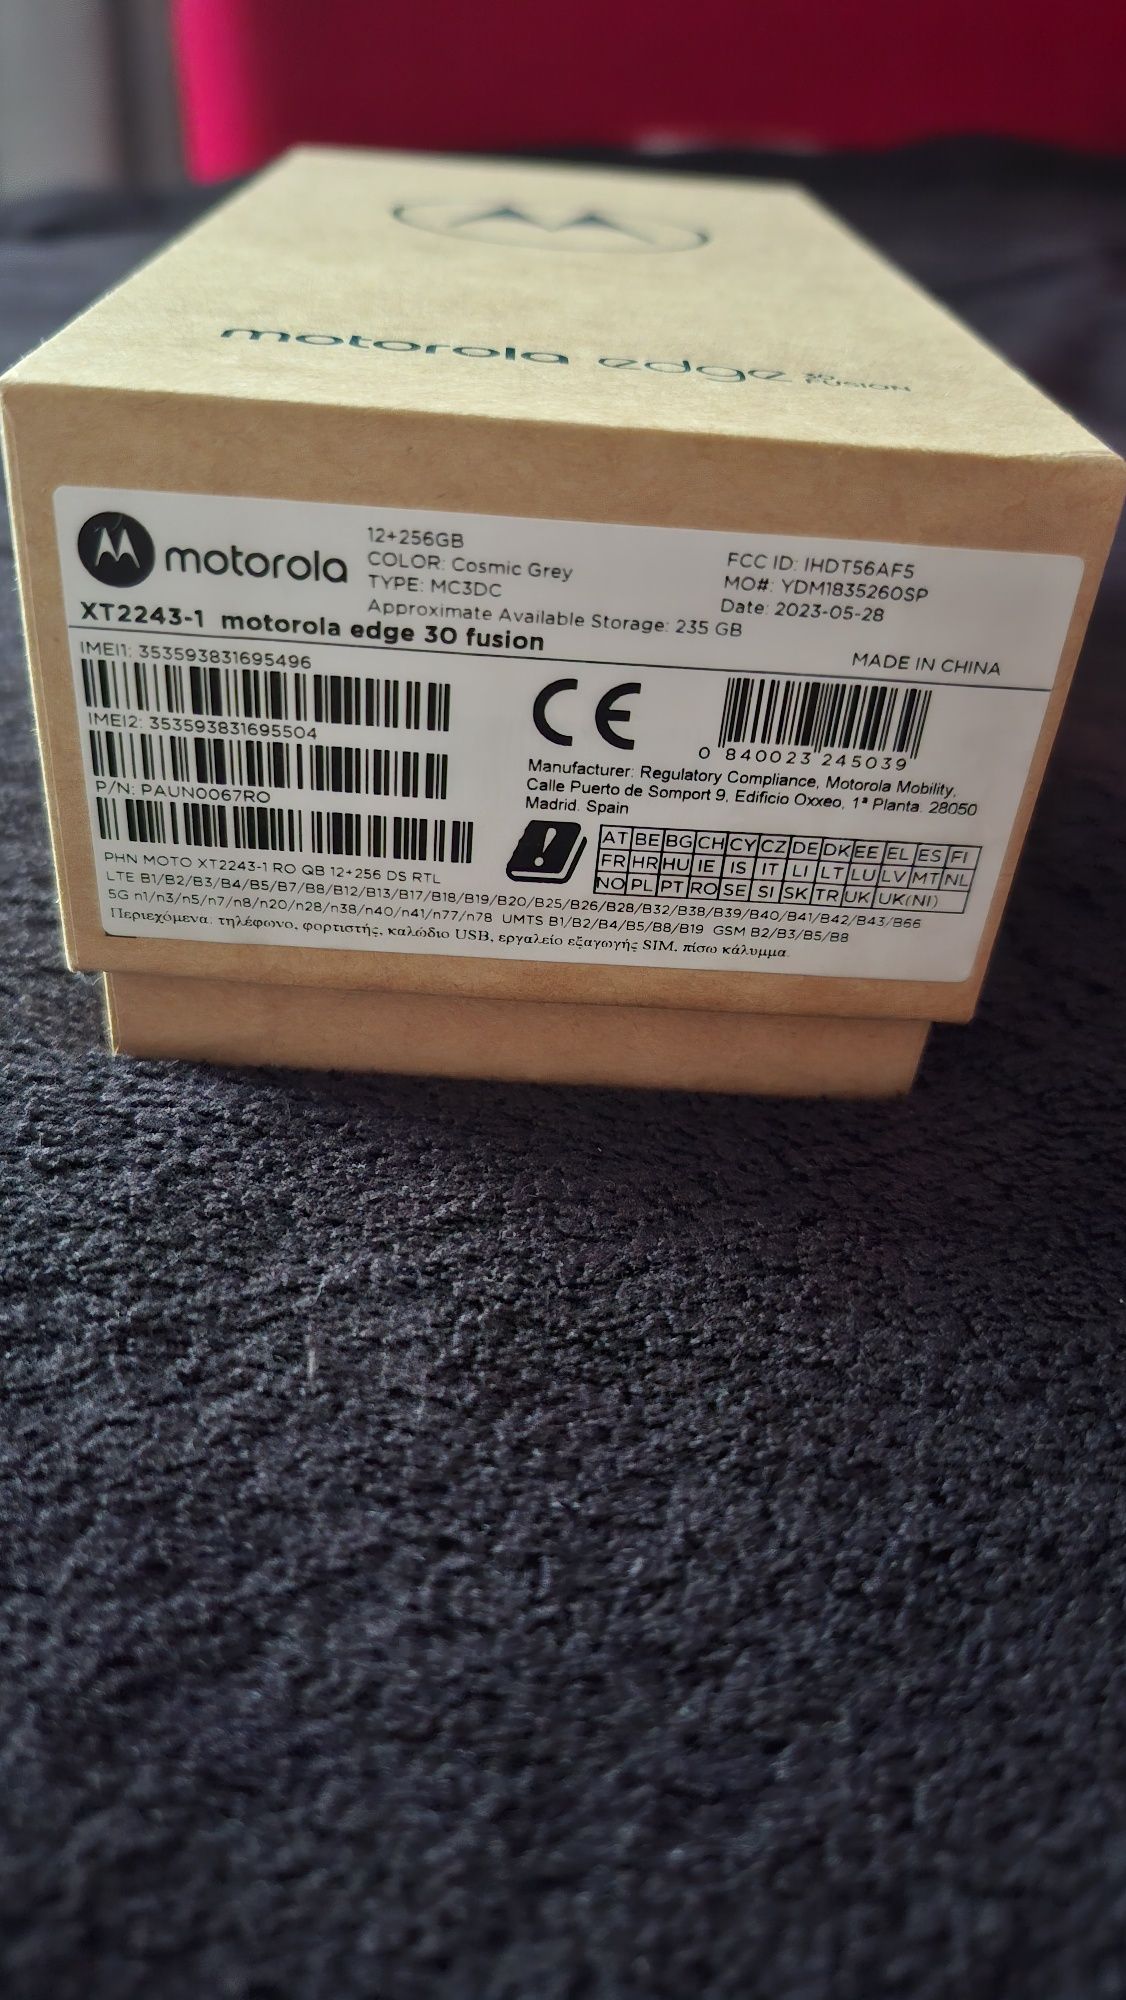 motorola edge 30 FUSION
motorola
12+256GB
COLOR: Cosmic Grey
TYPE: MC3DC
Approximate Available Storage: 235 GB
FCC ID: IHDT56AF5
MO#: YDM1835260SP
Date: 2023-05-28
XT2243-1 motorola edge 30 fusion
MADE IN CHINA
IMEI1: 353593831695496
IMEI2: 353593831695504
P/N: PAUN0067RO
CE
0 840023 245039
Manufacturer: Regulatory Compliance, Motorola Mobility,
Calle Puerto de Somport 9, Edificio Oxxeo, 1ª Planta. 28050
Madrid. Spain
AT BE BG CH CY CZ DE DK EE EL ES FI
FR HR HU IE IS IT LI LT LU LV MT NL
NO PL PT RO SE SI SK TR UK UK(NI)
PHN MOTO XT2243-1 RO QB 12+256 DS RTL
LTE B1/B2/B3/B4/B5/B7/B8/B12/B13/B17/B18/B19/B20/B25/B26/B28/B32/B38/B39/B40/B41/B42/B43/B66
5G n1/n3/n5/n7/n8/n20/n28/n38/n40/n41/n77/n78 UMTS B1/B2/B4/B5/B8/B19 GSM B2/B3/B5/B8
Περιεχόμενα: τηλέφωνο, φορτιστής, καλώδιο USB, εργαλείο εξαγωγής SIM, πίσω κάλυμμα.